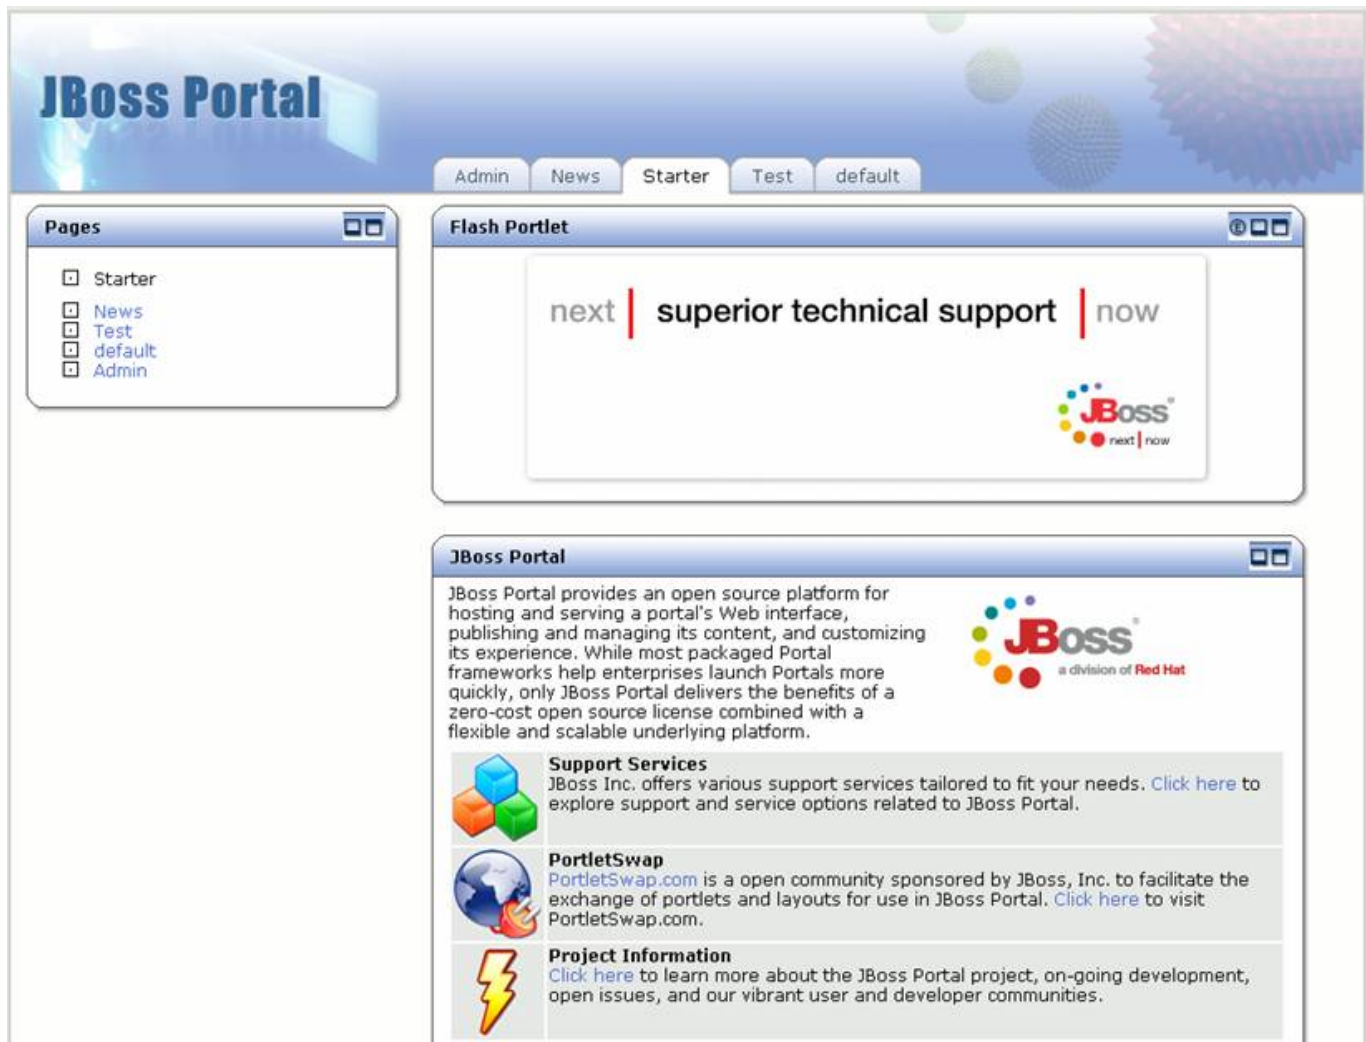 JBoss Portal
Admin News Starter Test default
Pages
Starter
News
Test
default
Admin
Flash Portlet
next | superior technical support | now
JBoss®
next | now
JBoss Portal
JBoss Portal provides an open source platform for
hosting and serving a portal's Web interface,
publishing and managing its content, and customizing
its experience. While most packaged Portal
frameworks help enterprises launch Portals more
quickly, only JBoss Portal delivers the benefits of a
zero-cost open source license combined with a
flexible and scalable underlying platform.
JBoss®
a division of Red Hat
Support Services
JBoss Inc. offers various support services tailored to fit your needs. Click here to
explore support and service options related to JBoss Portal.
PortletSwap
PortletSwap.com is a open community sponsored by JBoss, Inc. to facilitate the
exchange of portlets and layouts for use in JBoss Portal. Click here to visit
PortletSwap.com.
Project Information
Click here to learn more about the JBoss Portal project, on-going development,
open issues, and our vibrant user and developer communities.